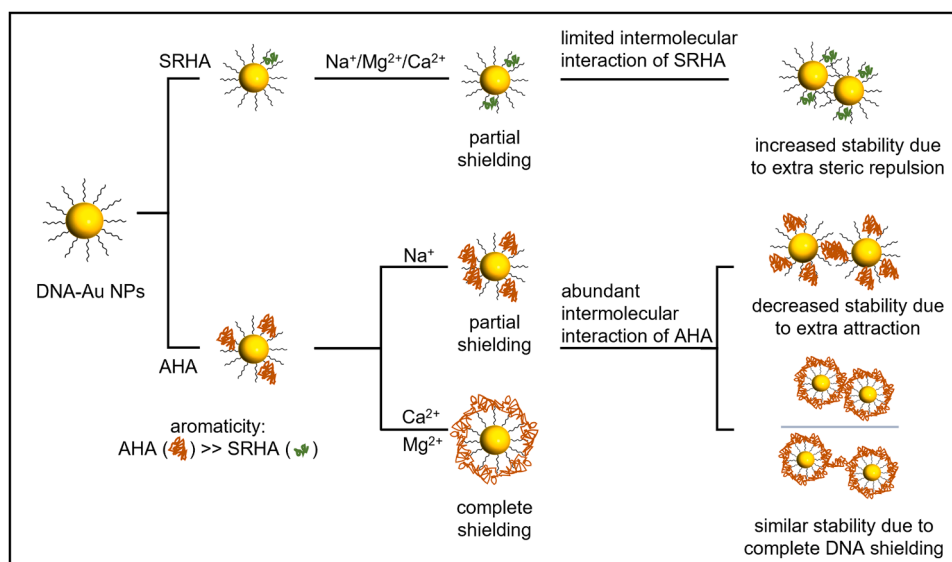 SRHA
Na⁺/Mg²⁺/Ca²⁺
limited intermolecular
interaction of SRHA
partial
shielding
increased stability due
to extra steric repulsion
DNA-Au NPs
Na⁺
partial
shielding
abundant
intermolecular
interaction of AHA
decreased stability due
to extra attraction
AHA
aromaticity:
AHA ( ) >> SRHA ( )
Ca²⁺
Mg²⁺
complete
shielding
similar stability due to
complete DNA shielding